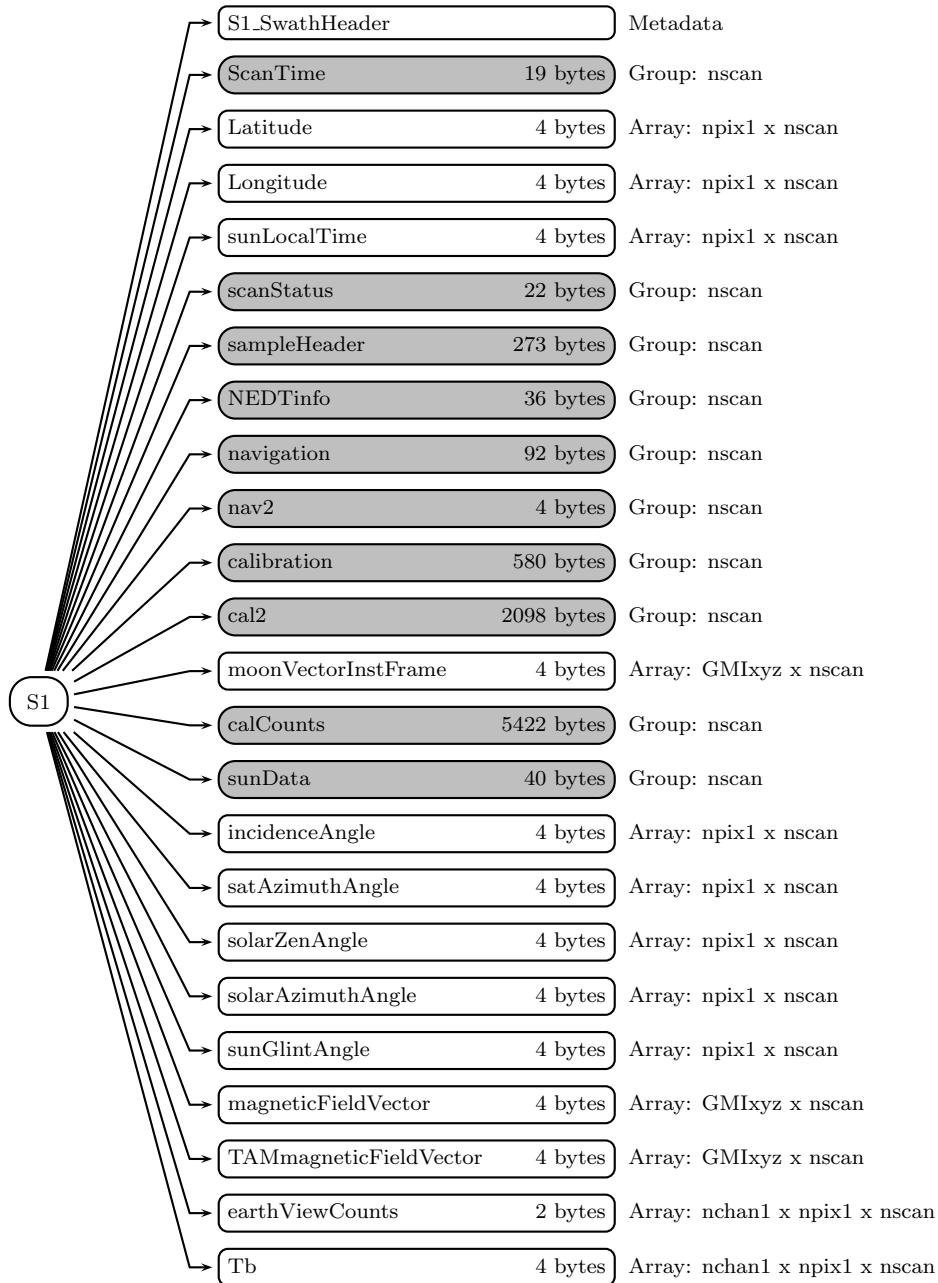 S1_SwathHeader Metadata
ScanTime 19 bytes Group: nscan
Latitude 4 bytes Array: npix1 x nscan
Longitude 4 bytes Array: npix1 x nscan
sunLocalTime 4 bytes Array: npix1 x nscan
scanStatus 22 bytes Group: nscan
sampleHeader 273 bytes Group: nscan
NEDTinfo 36 bytes Group: nscan
navigation 92 bytes Group: nscan
nav2 4 bytes Group: nscan
calibration 580 bytes Group: nscan
cal2 2098 bytes Group: nscan
moonVectorInstFrame 4 bytes Array: GMIxyz x nscan
S1
calCounts 5422 bytes Group: nscan
sunData 40 bytes Group: nscan
incidenceAngle 4 bytes Array: npix1 x nscan
satAzimuthAngle 4 bytes Array: npix1 x nscan
solarZenAngle 4 bytes Array: npix1 x nscan
solarAzimuthAngle 4 bytes Array: npix1 x nscan
sunGlintAngle 4 bytes Array: npix1 x nscan
magneticFieldVector 4 bytes Array: GMIxyz x nscan
TAMmagneticFieldVector 4 bytes Array: GMIxyz x nscan
earthViewCounts 2 bytes Array: nchan1 x npix1 x nscan
Tb 4 bytes Array: nchan1 x npix1 x nscan